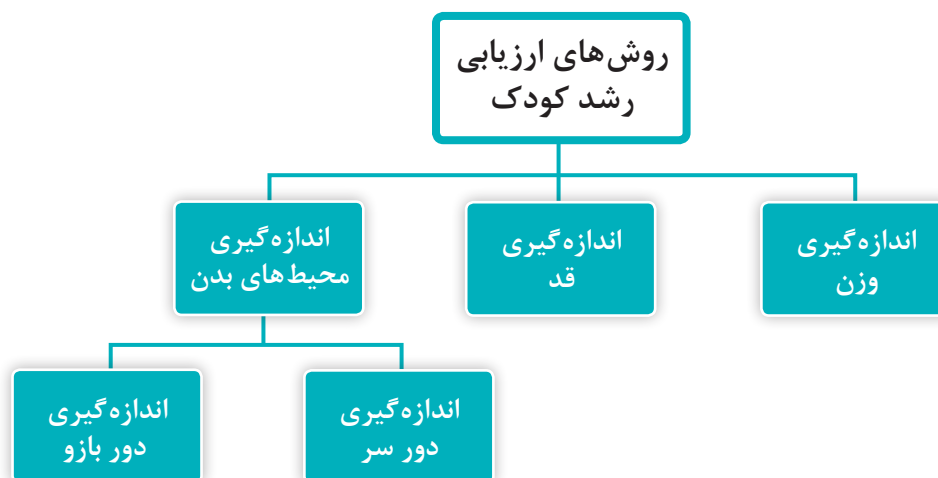 روش‌های ارزیابی
رشد کودک
اندازه‌گیری
وزن
اندازه‌گیری
قد
اندازه‌گیری
محیط‌های بدن
اندازه‌گیری
دور سر
اندازه‌گیری
دور بازو